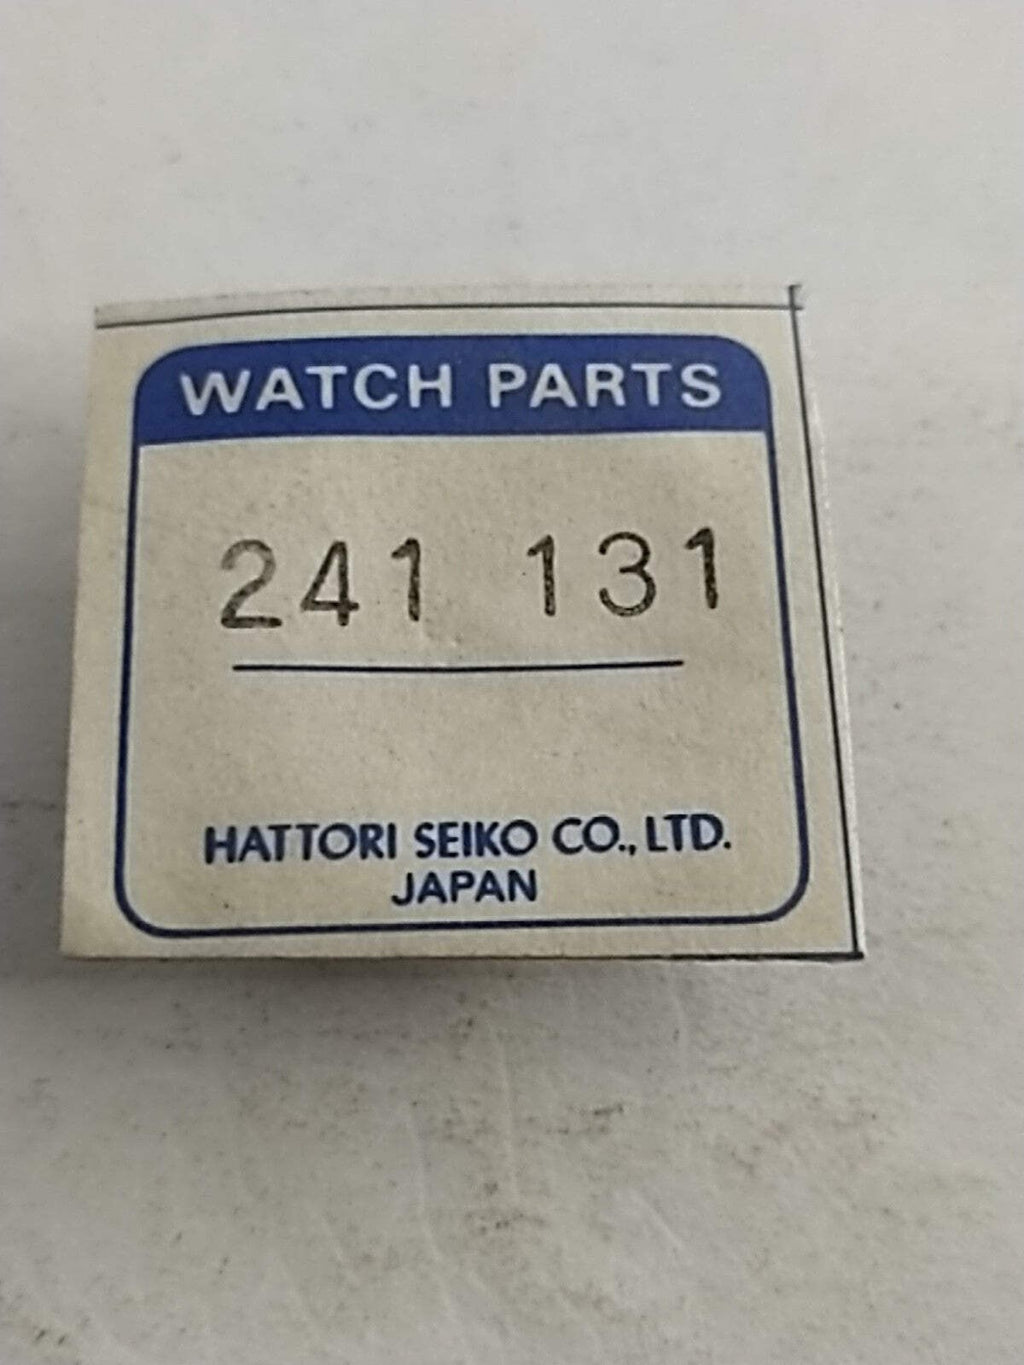 WATCH PARTS
241 131
HATTORI SEIKO CO., LTD.
JAPAN